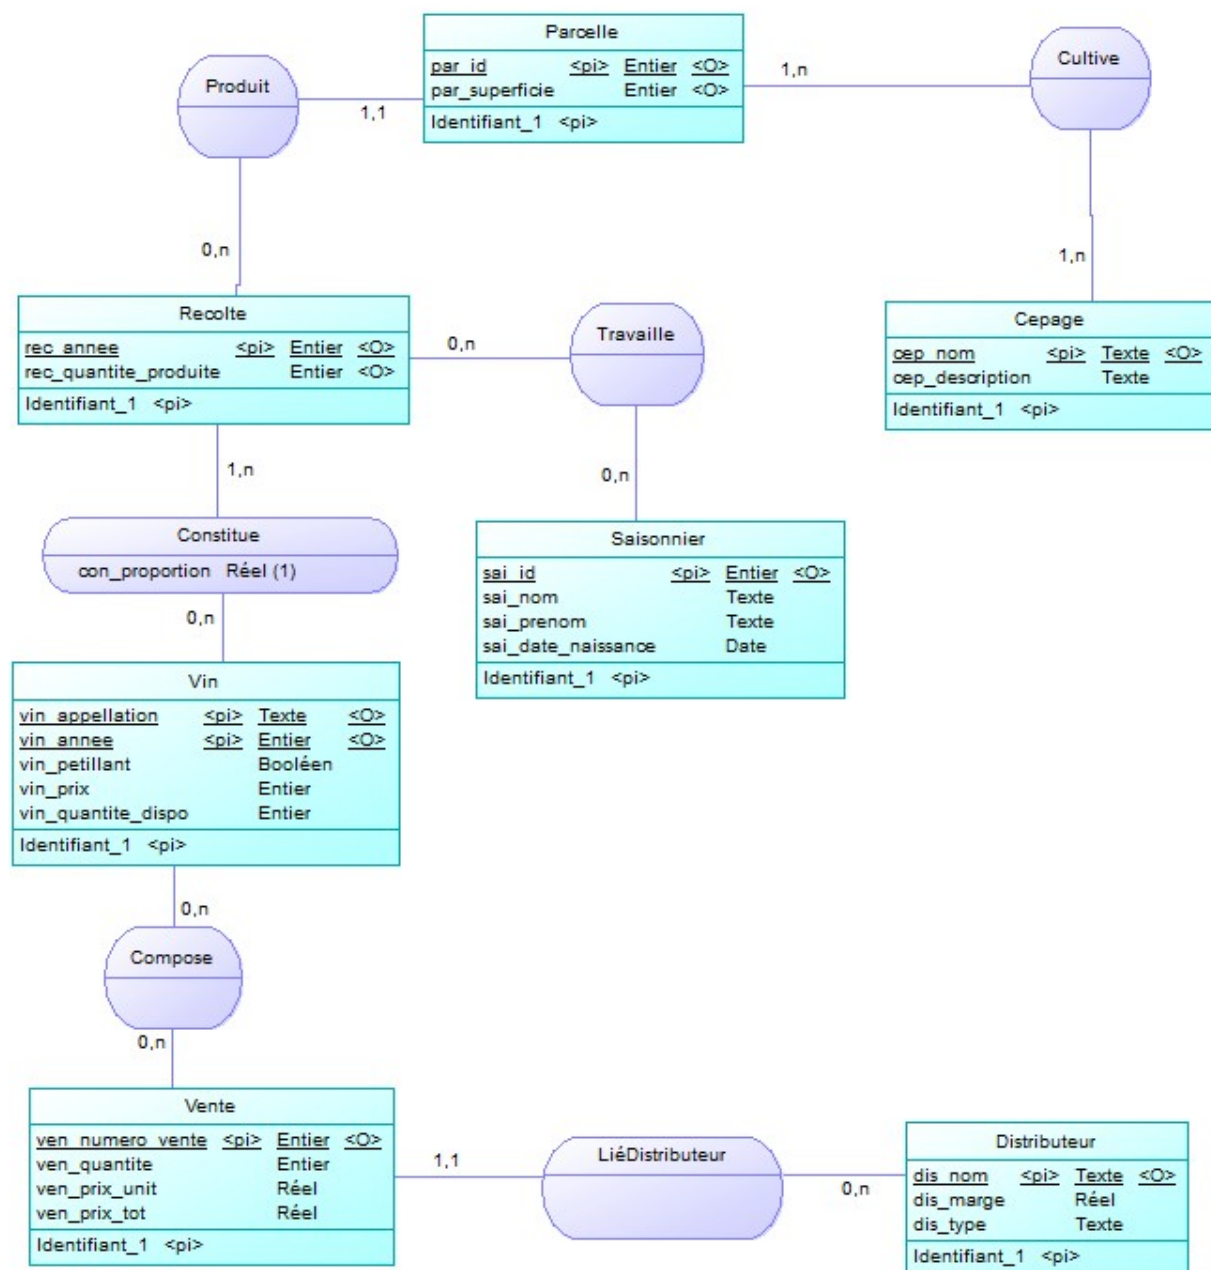 Parcelle
par_id <pi> Entier <O>
par_superficie Entier <O>
Identifiant_1 <pi>
Produit
1,1
1,n
Cultive
0,n
1,n
Recolte
rec_annee <pi> Entier <O>
rec_quantite_produite Entier <O>
Identifiant_1 <pi>
0,n
Travaille
Cepage
cep_nom <pi> Texte <O>
cep_description Texte
Identifiant_1 <pi>
1,n
0,n
Constitue
con_proportion Réel (1)
0,n
Saisonnier
sai_id <pi> Entier <O>
sai_nom Texte
sai_prenom Texte
sai_date_naissance Date
Identifiant_1 <pi>
Vin
vin_appellation <pi> Texte <O>
vin_annee <pi> Entier <O>
vin_petillant Booléen
vin_prix Entier
vin_quantite_dispo Entier
Identifiant_1 <pi>
0,n
Compose
0,n
Vente
ven_numero_vente <pi> Entier <O>
ven_quantite Entier
ven_prix_unit Réel
ven_prix_tot Réel
Identifiant_1 <pi>
1,1
LiéDistributeur
0,n
Distributeur
dis_nom <pi> Texte <O>
dis_marge Réel
dis_type Texte
Identifiant_1 <pi>